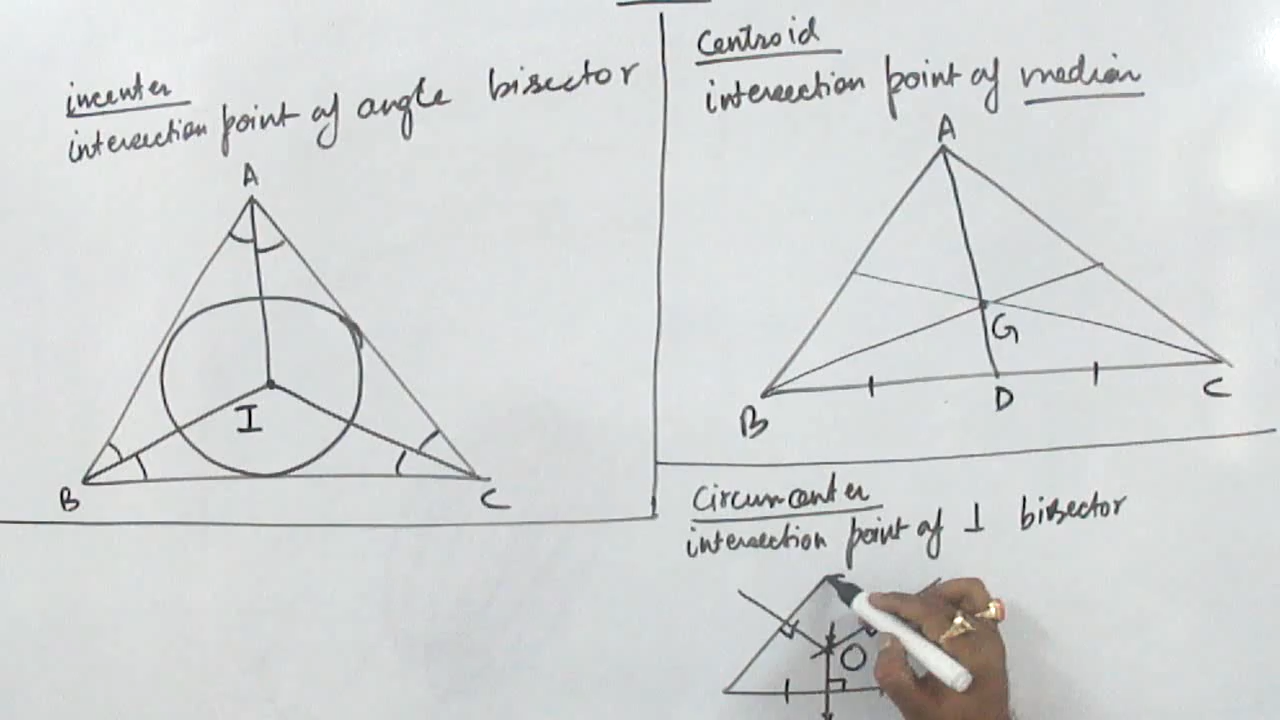 incenter
intersection point of angle bisector
A
I
B
C
Centroid
intersection point of median
A
G
B
D
C
Circumcenter
intersection point of ⊥ bisector
O